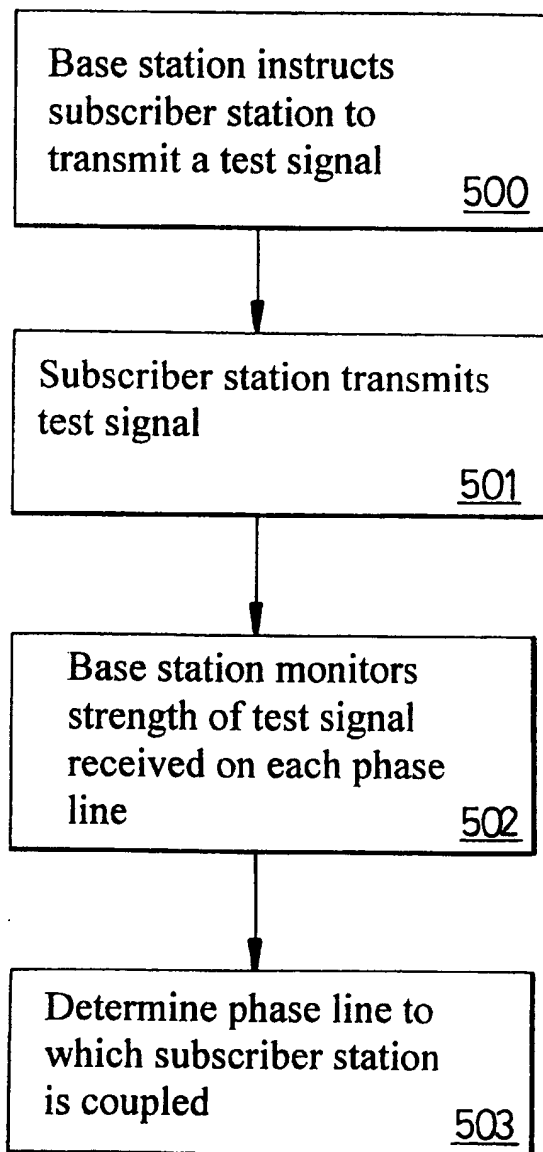 Base station instructs
subscriber station to
transmit a test signal
500
Subscriber station transmits
test signal
501
Base station monitors
strength of test signal
received on each phase
line
502
Determine phase line to
which subscriber station
is coupled
503